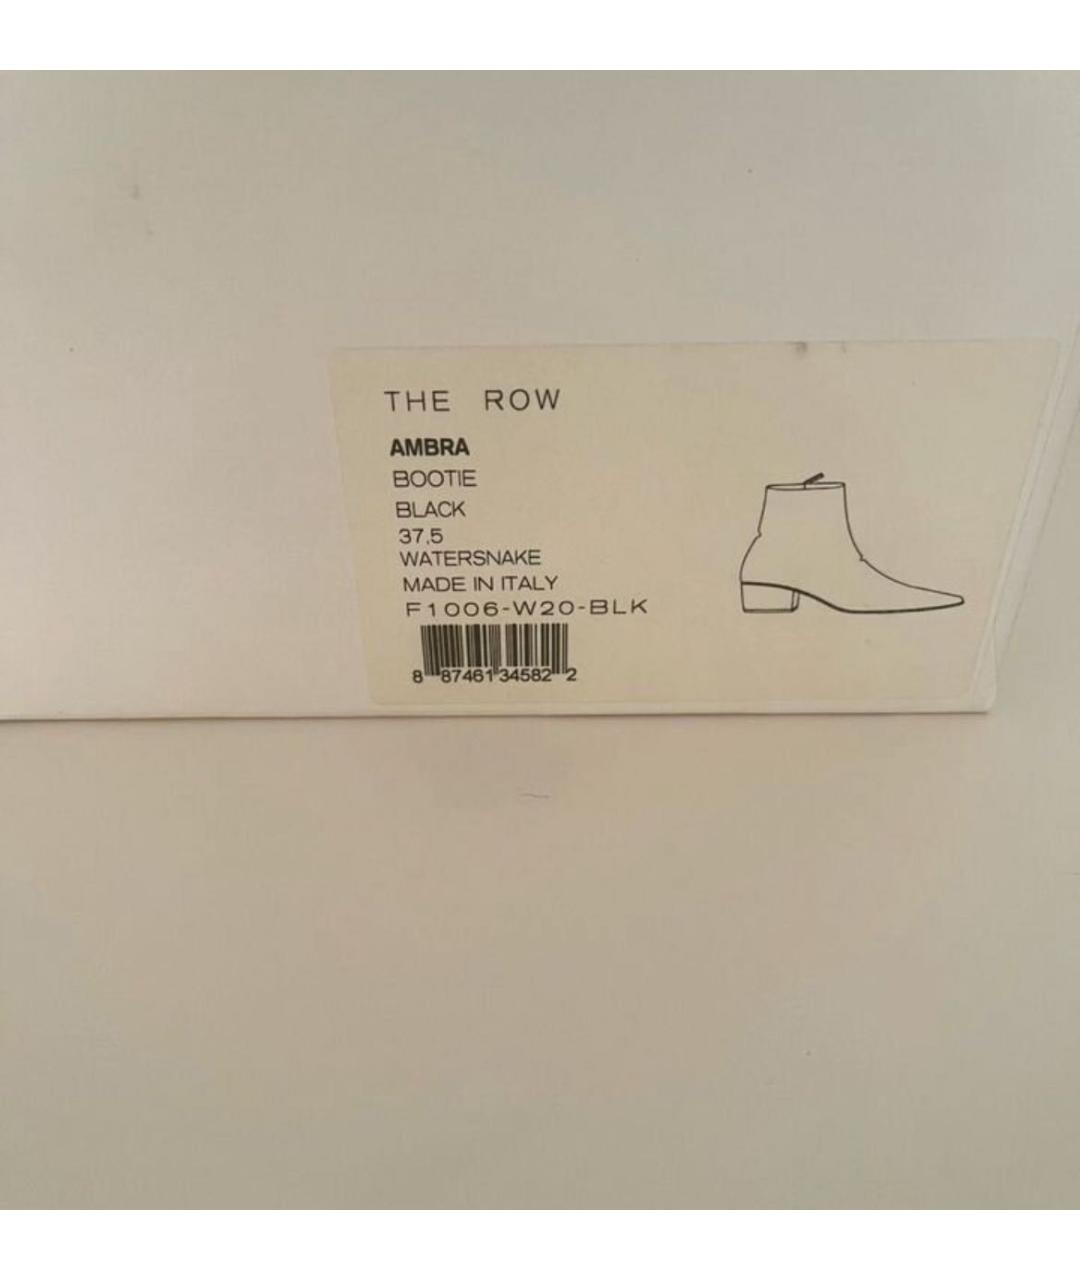 THE ROW
AMBRA
BOOTIE
BLACK
37,5
WATERSNAKE
MADE IN ITALY
F1006-W20-BLK
8 87461 34582 2